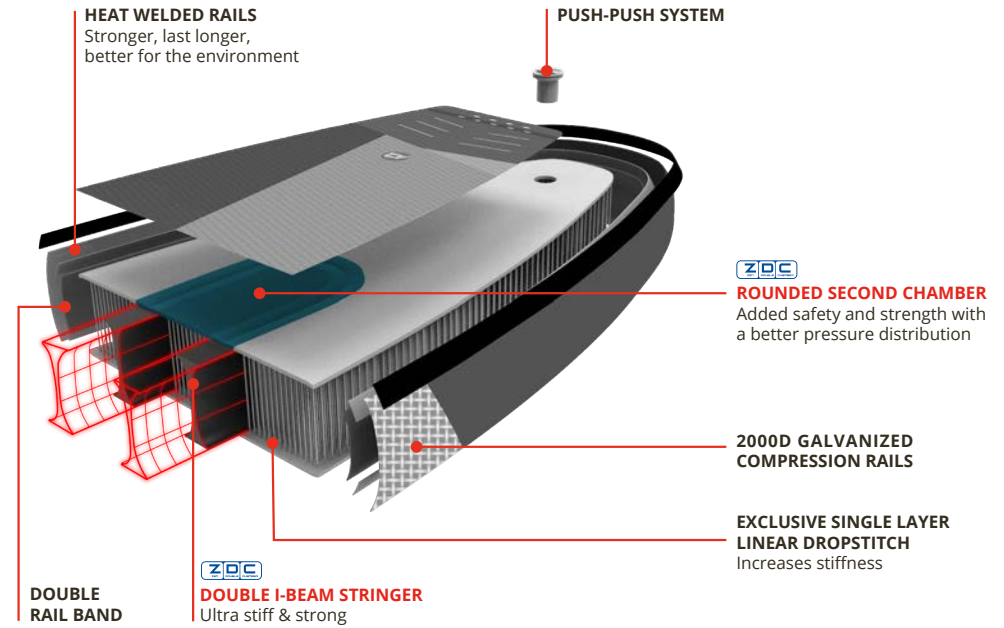 HEAT WELDED RAILS
Stronger, last longer,
better for the environment
PUSH-PUSH SYSTEM
ZDC
ROUNDED SECOND CHAMBER
Added safety and strength with
a better pressure distribution
2000D GALVANIZED
COMPRESSION RAILS
EXCLUSIVE SINGLE LAYER
LINEAR DROPSTITCH
Increases stiffness
ZDC
DOUBLE I-BEAM STRINGER
Ultra stiff & strong
DOUBLE
RAIL BAND